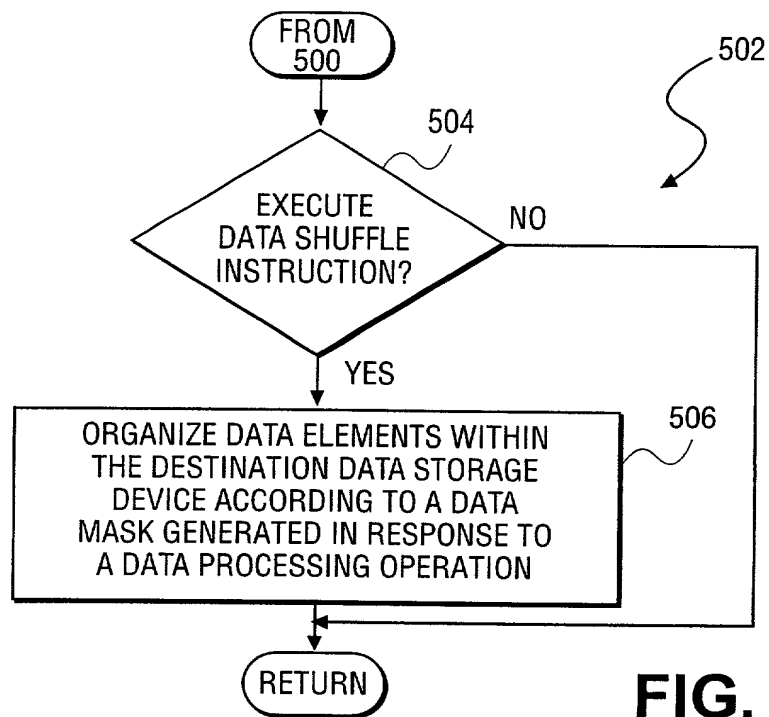 FROM
500
502
504
EXECUTE
DATA SHUFFLE
INSTRUCTION?
NO
YES
ORGANIZE DATA ELEMENTS WITHIN
THE DESTINATION DATA STORAGE
DEVICE ACCORDING TO A DATA
MASK GENERATED IN RESPONSE TO
A DATA PROCESSING OPERATION
506
RETURN
FIG.